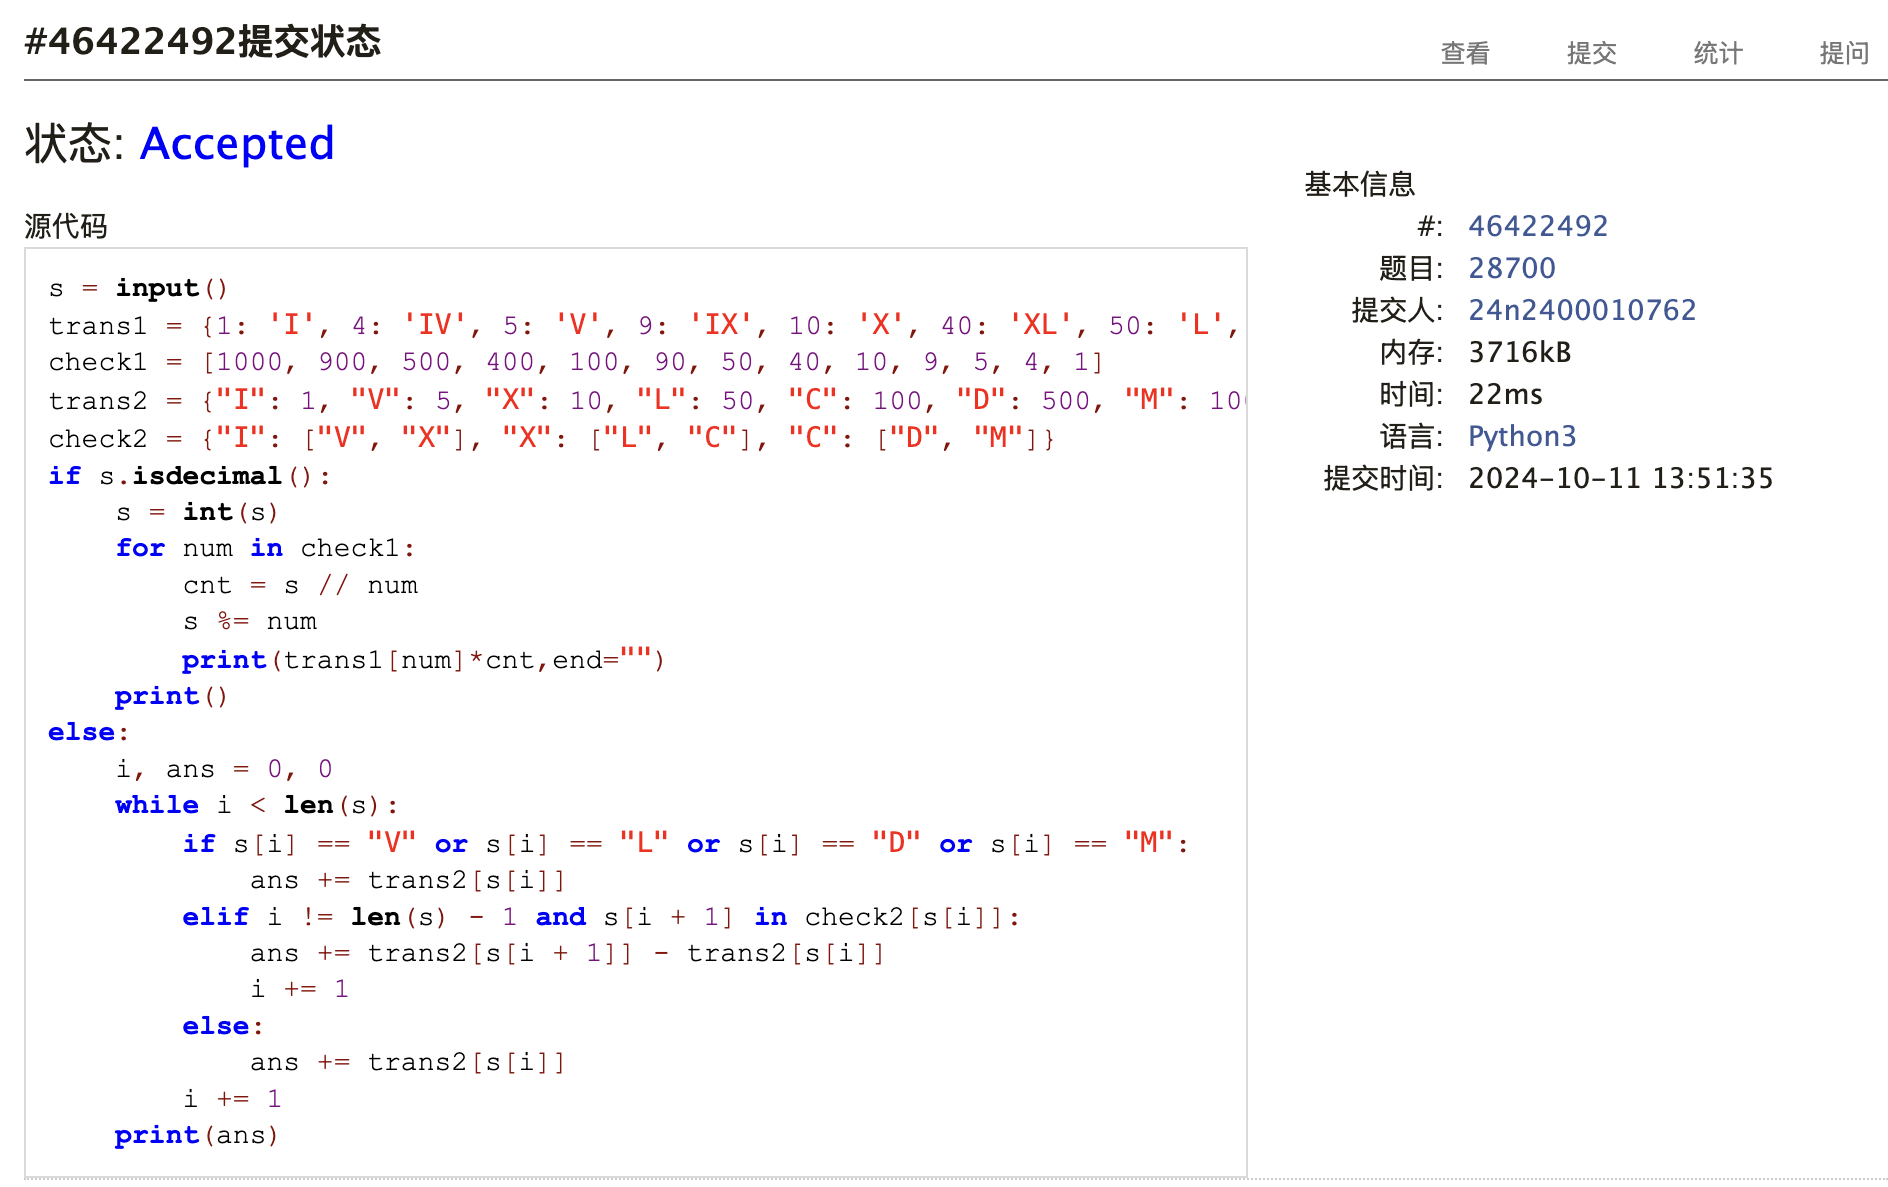 #46422492提交状态
查看 提交 统计 提问
状态: Accepted
源代码
s = input()
trans1 = {1: 'I', 4: 'IV', 5: 'V', 9: 'IX', 10: 'X', 40: 'XL', 50: 'L',
check1 = [1000, 900, 500, 400, 100, 90, 50, 40, 10, 9, 5, 4, 1]
trans2 = {"I": 1, "V": 5, "X": 10, "L": 50, "C": 100, "D": 500, "M": 10
check2 = {"I": ["V", "X"], "X": ["L", "C"], "C": ["D", "M"]}
if s.isdecimal():
    s = int(s)
    for num in check1:
        cnt = s // num
        s %= num
        print(trans1[num]*cnt,end="")
    print()
else:
    i, ans = 0, 0
    while i < len(s):
        if s[i] == "V" or s[i] == "L" or s[i] == "D" or s[i] == "M":
            ans += trans2[s[i]]
        elif i != len(s) - 1 and s[i + 1] in check2[s[i]]:
            ans += trans2[s[i + 1]] - trans2[s[i]]
            i += 1
        else:
            ans += trans2[s[i]]
        i += 1
    print(ans)
基本信息
#: 46422492
题目: 28700
提交人: 24n2400010762
内存: 3716kB
时间: 22ms
语言: Python3
提交时间: 2024-10-11 13:51:35